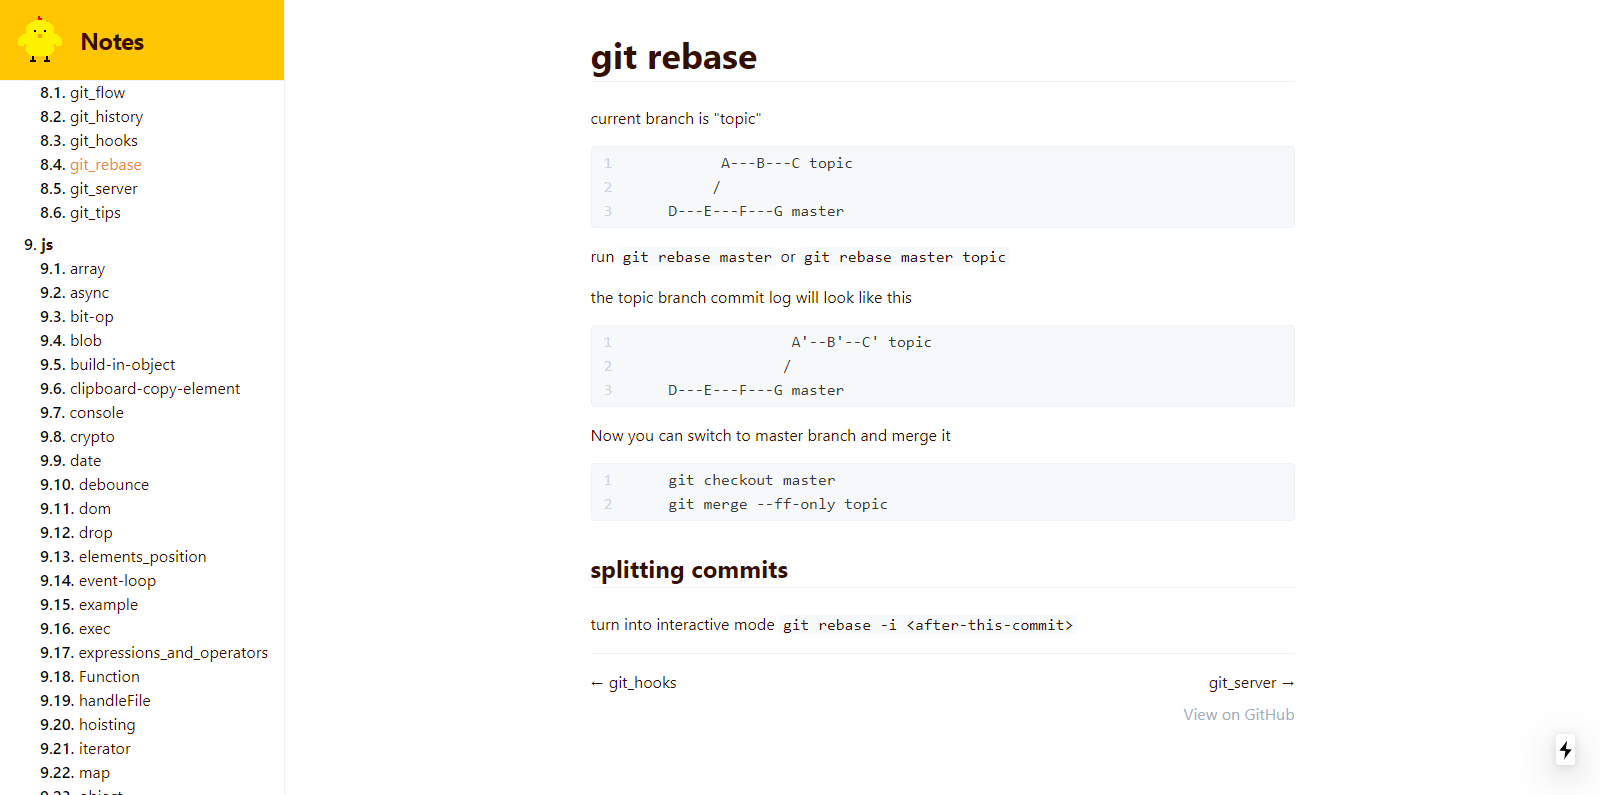 Notes
8.1. git_flow
8.2. git_history
8.3. git_hooks
8.4. git_rebase
8.5. git_server
8.6. git_tips
9. js
9.1. array
9.2. async
9.3. bit-op
9.4. blob
9.5. build-in-object
9.6. clipboard-copy-element
9.7. console
9.8. crypto
9.9. date
9.10. debounce
9.11. dom
9.12. drop
9.13. elements_position
9.14. event-loop
9.15. example
9.16. exec
9.17. expressions_and_operators
9.18. Function
9.19. handleFile
9.20. hoisting
9.21. iterator
9.22. map
git rebase
current branch is "topic"
1 A---B---C topic
2 /
3 D---E---F---G master
run git rebase master or git rebase master topic
the topic branch commit log will look like this
1 A'--B'--C' topic
2 /
3 D---E---F---G master
Now you can switch to master branch and merge it
1 git checkout master
2 git merge --ff-only topic
splitting commits
turn into interactive mode git rebase -i <after-this-commit>
← git_hooks
git_server →
View on GitHub